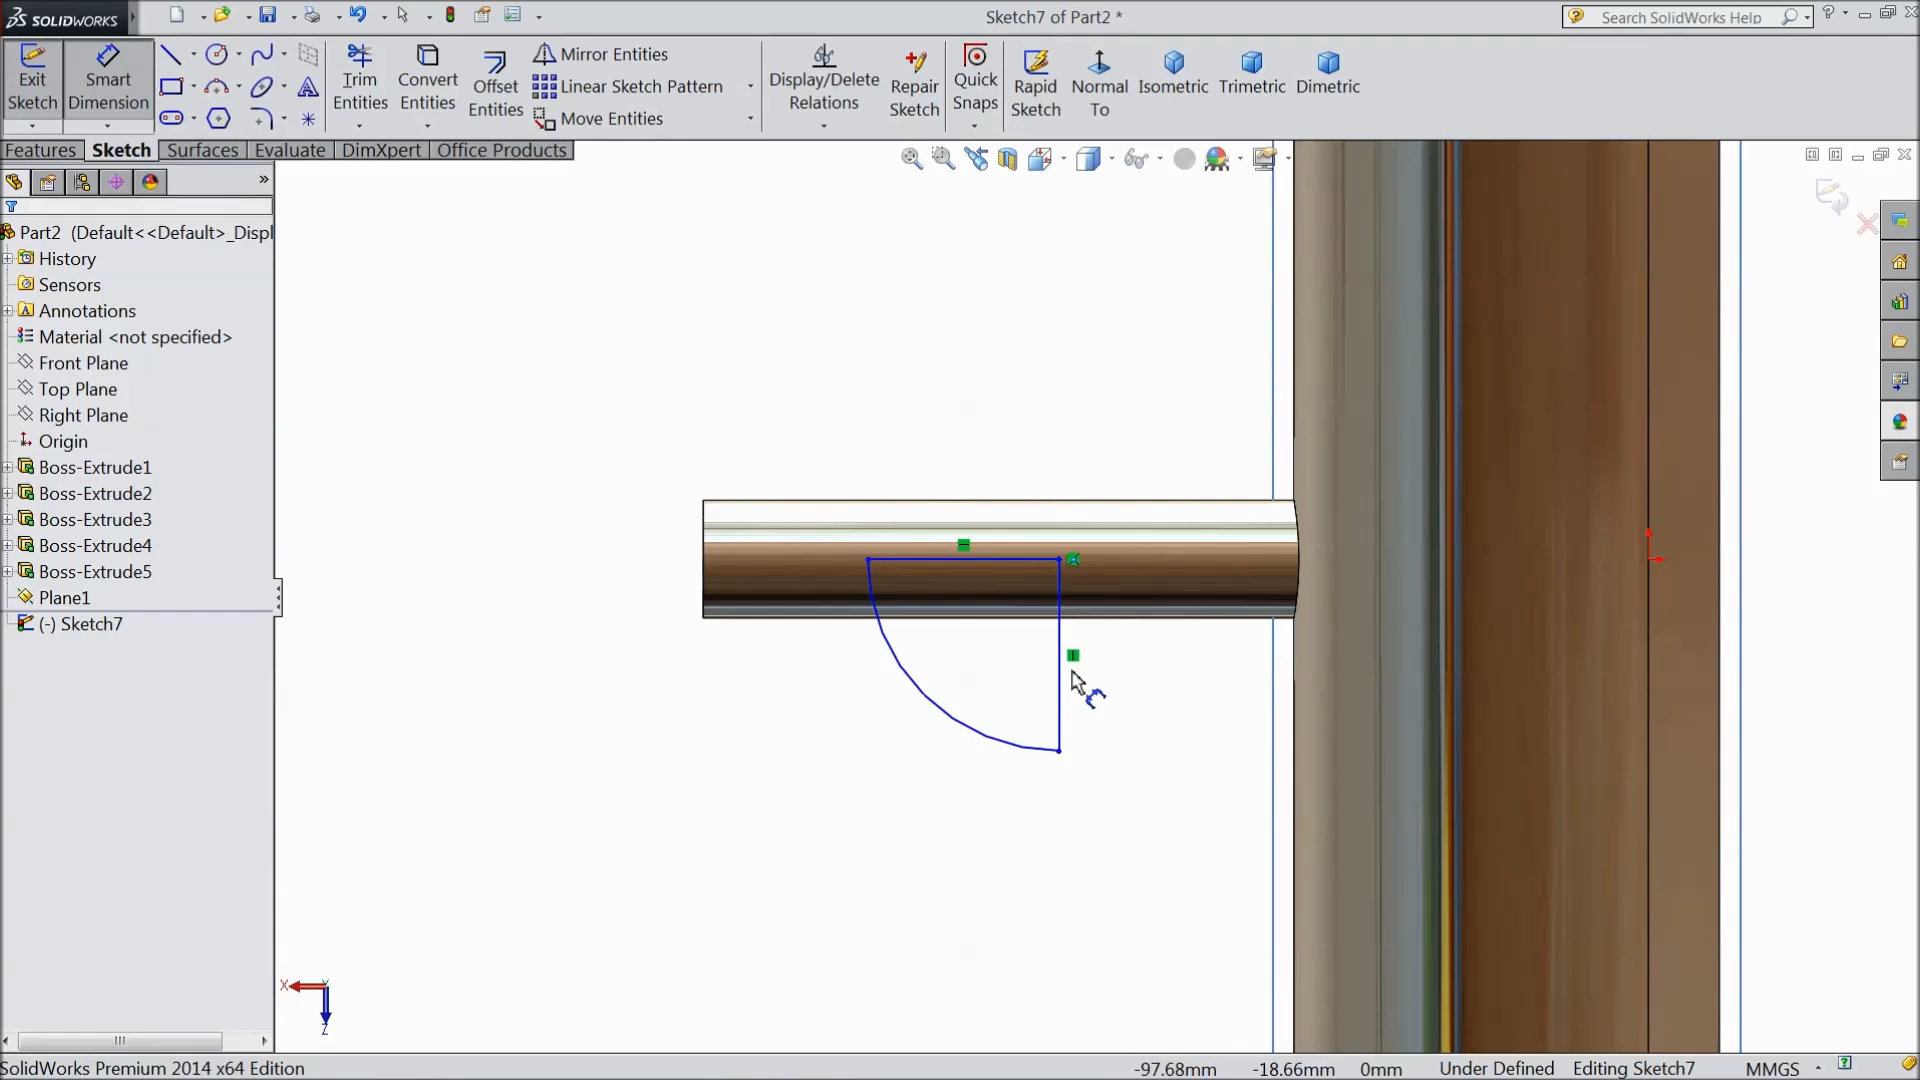 SOLIDWORKS
Sketch7 of Part2 *
Search SolidWorks Help
Exit Sketch
Smart Dimension
Trim Entities
Convert Entities
Offset Entities
Mirror Entities
Linear Sketch Pattern
Move Entities
Display/Delete Relations
Repair Sketch
Quick Snaps
Rapid Sketch
Normal To
Isometric
Trimetric
Dimetric
Features
Sketch
Surfaces
Evaluate
DimXpert
Office Products
Part2 (Default<<Default>_Displ
History
Sensors
Annotations
Material <not specified>
Front Plane
Top Plane
Right Plane
Origin
Boss-Extrude1
Boss-Extrude2
Boss-Extrude3
Boss-Extrude4
Boss-Extrude5
Plane1
(-) Sketch7
X
Z
SolidWorks Premium 2014 x64 Edition
-97.68mm
-18.66mm
0mm
Under Defined
Editing Sketch7
MMGS